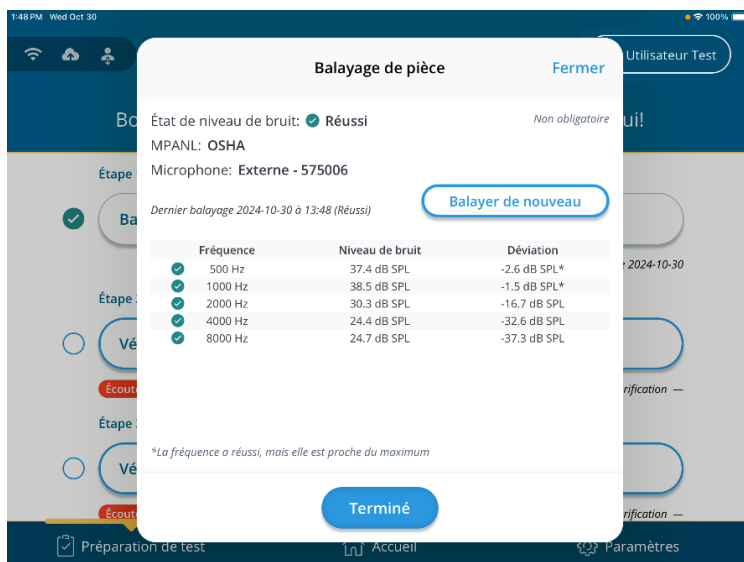 1:48 PM Wed Oct 30
100%
Utilisateur Test
Balayage de pièce
Fermer
Bo
ui!
État de niveau de bruit: Réussi
Non obligatoire
MPANL: OSHA
Microphone: Externe - 575006
Étape
Dernier balayage 2024-10-30 à 13:48 (Réussi)
Balayer de nouveau
Ba
Fréquence Niveau de bruit Déviation
500 Hz 37.4 dB SPL -2.6 dB SPL*
1000 Hz 38.5 dB SPL -1.5 dB SPL*
2000 Hz 30.3 dB SPL -16.7 dB SPL
4000 Hz 24.4 dB SPL -32.6 dB SPL
8000 Hz 24.7 dB SPL -37.3 dB SPL
2024-10-30
Étape
Vé
Écout
rification —
Étape
*La fréquence a réussi, mais elle est proche du maximum
Vé
Terminé
Écout
rification —
Préparation de test
Accueil
Paramètres